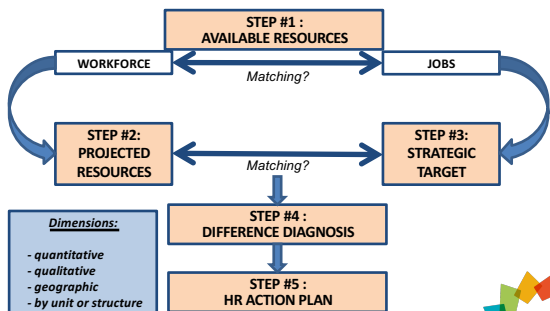 STEP #1 :
AVAILABLE RESOURCES
WORKFORCE
JOBS
Matching?
STEP #2:
PROJECTED
RESOURCES
STEP #3:
STRATEGIC
TARGET
Matching?
STEP #4 :
DIFFERENCE DIAGNOSIS
Dimensions:
- quantitative
- qualitative
- geographic
- by unit or structure
STEP #5 :
HR ACTION PLAN